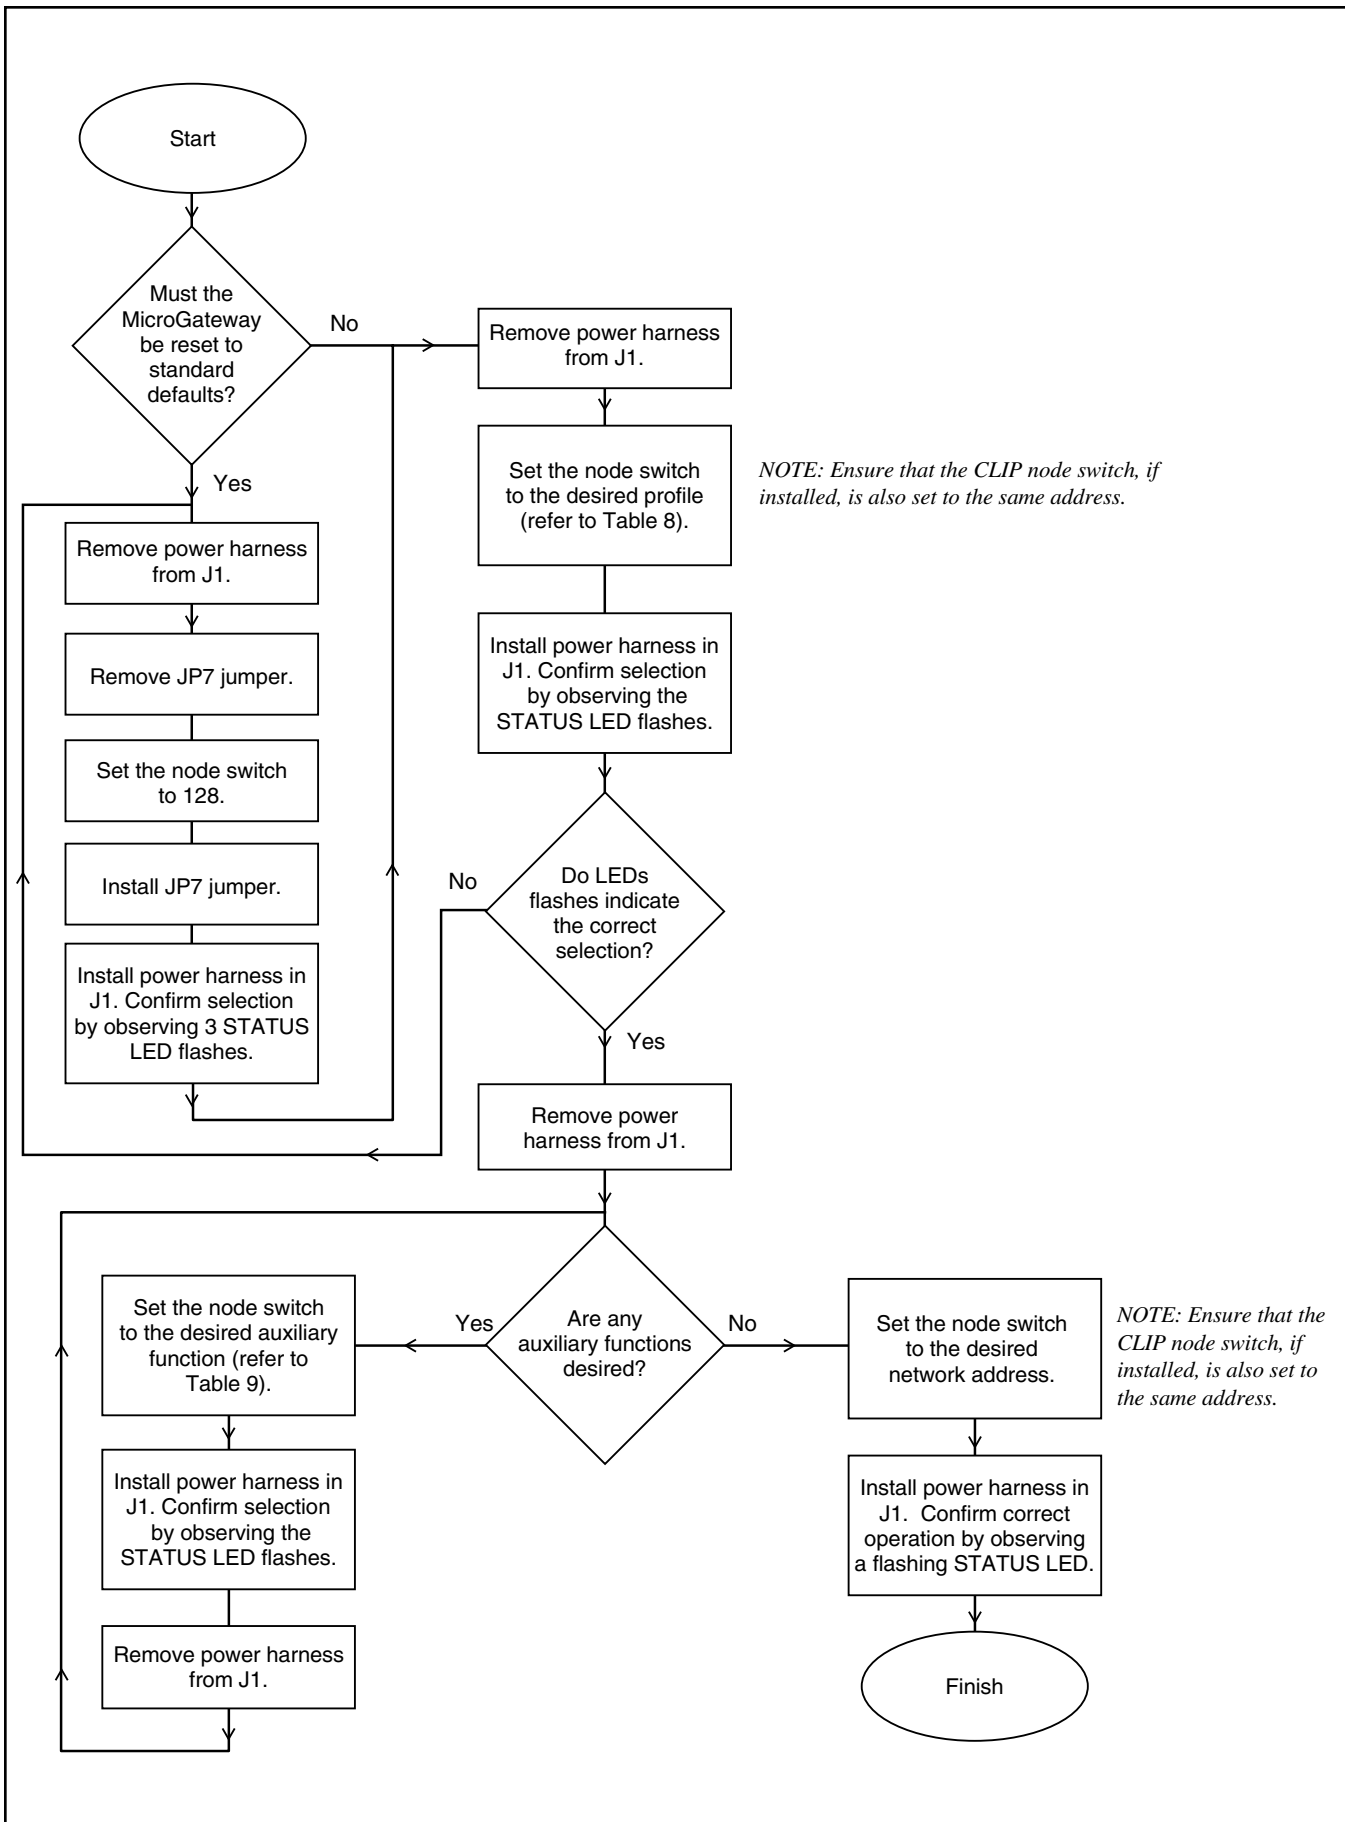 Start
Must the
MicroGateway
be reset to
standard
defaults?
No
Yes
Remove power harness
from J1.
Remove JP7 jumper.
Set the node switch
to 128.
Install JP7 jumper.
Install power harness in
J1. Confirm selection
by observing 3 STATUS
LED flashes.
Remove power harness
from J1.
Set the node switch
to the desired profile
(refer to Table 8).
NOTE: Ensure that the CLIP node switch, if
installed, is also set to the same address.
Install power harness in
J1. Confirm selection
by observing the
STATUS LED flashes.
Do LEDs
flashes indicate
the correct
selection?
No
Yes
Remove power
harness from J1.
Are any
auxiliary functions
desired?
Yes
No
Set the node switch
to the desired auxiliary
function (refer to
Table 9).
Install power harness in
J1. Confirm selection
by observing the
STATUS LED flashes.
Remove power harness
from J1.
Set the node switch
to the desired
network address.
NOTE: Ensure that the
CLIP node switch, if
installed, is also set to
the same address.
Install power harness in
J1.  Confirm correct
operation by observing
a flashing STATUS LED.
Finish